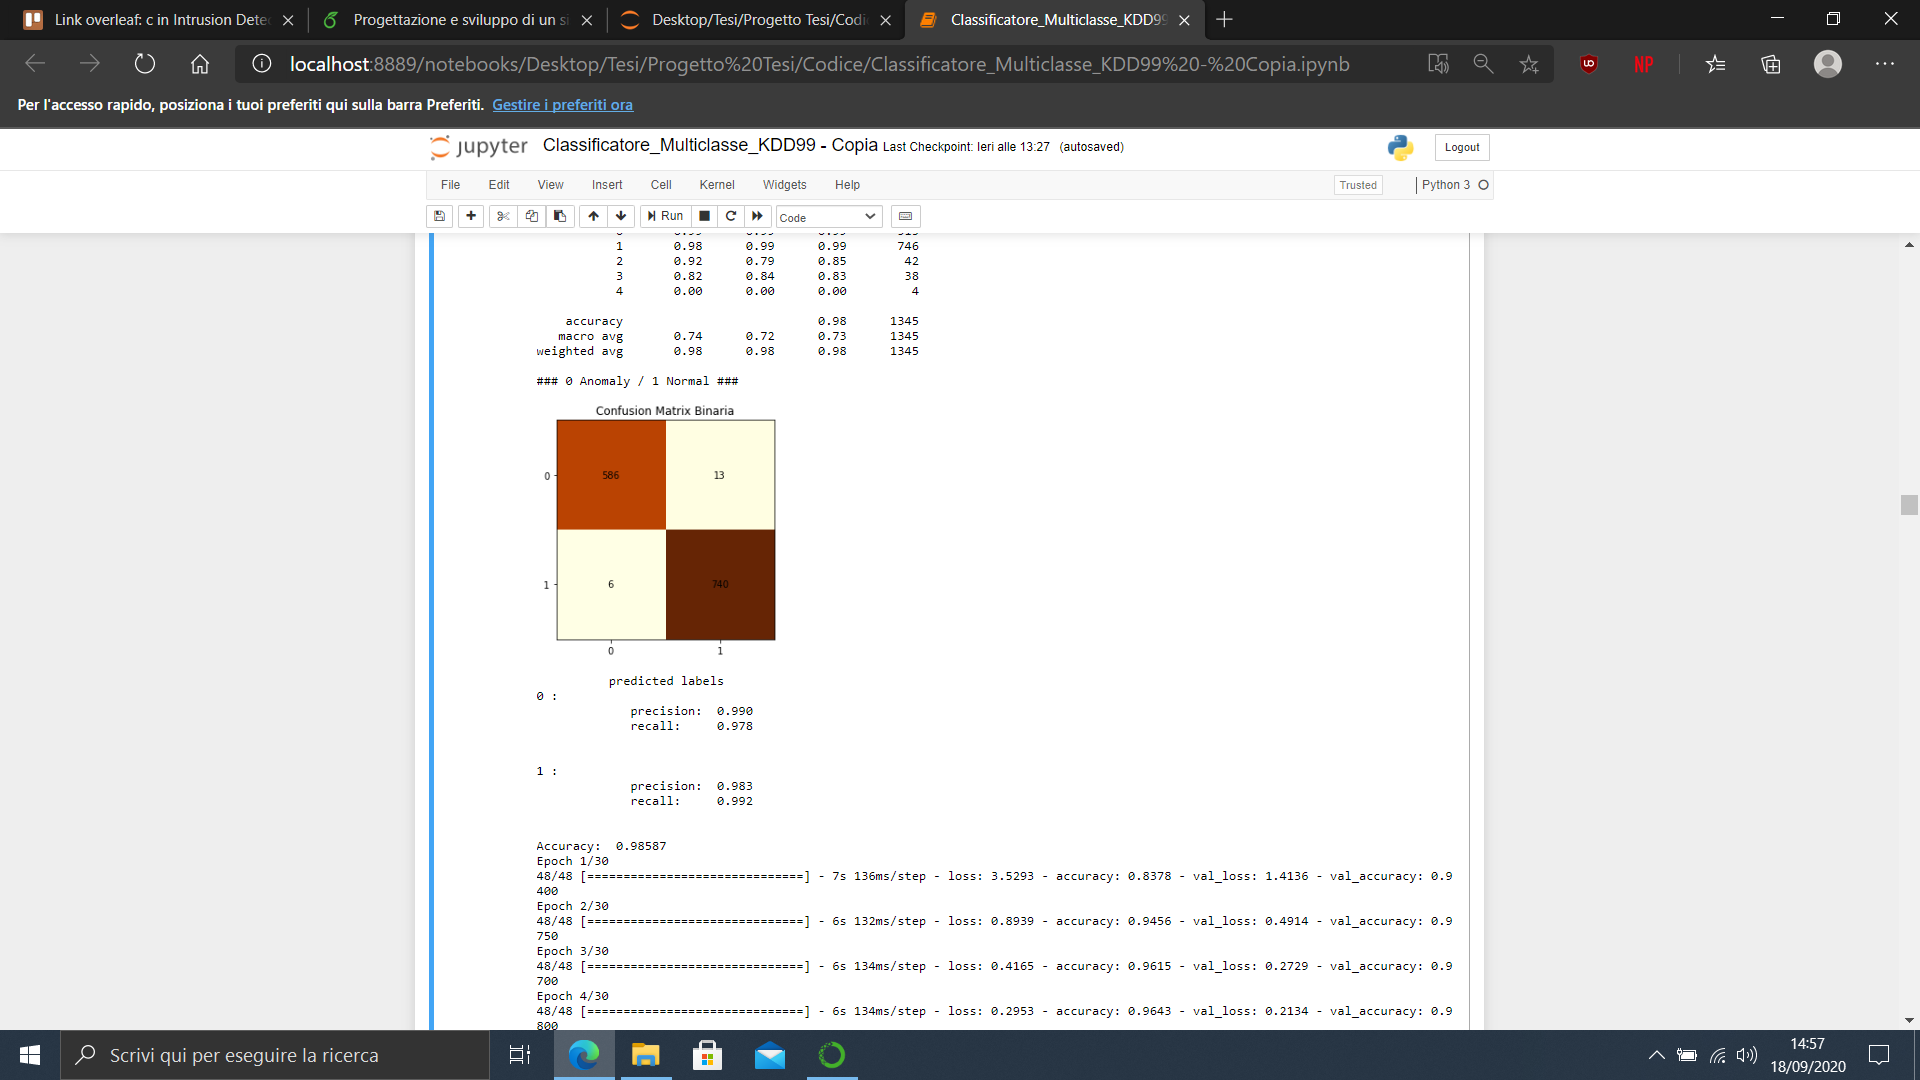 Link overleaf: c in Intrusion Dete
Progettazione e sviluppo di un si
Desktop/Tesi/Progetto Tesi/Codi
Classificatore_Multiclasse_KDD99
localhost:8889/notebooks/Desktop/Tesi/Progetto%20Tesi/Codice/Classificatore_Multiclasse_KDD99%20-%20Copia.ipynb
UD
NP
Per l'accesso rapido, posiziona i tuoi preferiti qui sulla barra Preferiti. Gestire i preferiti ora
jupyter Classificatore_Multiclasse_KDD99 - Copia Last Checkpoint: Ieri alle 13:27 (autosaved)
Logout
File Edit View Insert Cell Kernel Widgets Help
Trusted
Python 3
Run
Code
1 0.98 0.99 0.99 746
2 0.92 0.79 0.85 42
3 0.82 0.84 0.83 38
4 0.00 0.00 0.00 4
accuracy 0.98 1345
macro avg 0.74 0.72 0.73 1345
weighted avg 0.98 0.98 0.98 1345
### 0 Anomaly / 1 Normal ###
Confusion Matrix Binaria
0 586 13
1 6 740
0 1
predicted labels
0 :
precision: 0.990
recall: 0.978
1 :
precision: 0.983
recall: 0.992
Accuracy: 0.98587
Epoch 1/30
48/48 [==============================] - 7s 136ms/step - loss: 3.5293 - accuracy: 0.8378 - val_loss: 1.4136 - val_accuracy: 0.9
400
Epoch 2/30
48/48 [==============================] - 6s 132ms/step - loss: 0.8939 - accuracy: 0.9456 - val_loss: 0.4914 - val_accuracy: 0.9
750
Epoch 3/30
48/48 [==============================] - 6s 134ms/step - loss: 0.4165 - accuracy: 0.9615 - val_loss: 0.2729 - val_accuracy: 0.9
700
Epoch 4/30
48/48 [==============================] - 6s 134ms/step - loss: 0.2953 - accuracy: 0.9643 - val_loss: 0.2134 - val_accuracy: 0.9
800
Scrivi qui per eseguire la ricerca
14:57
18/09/2020